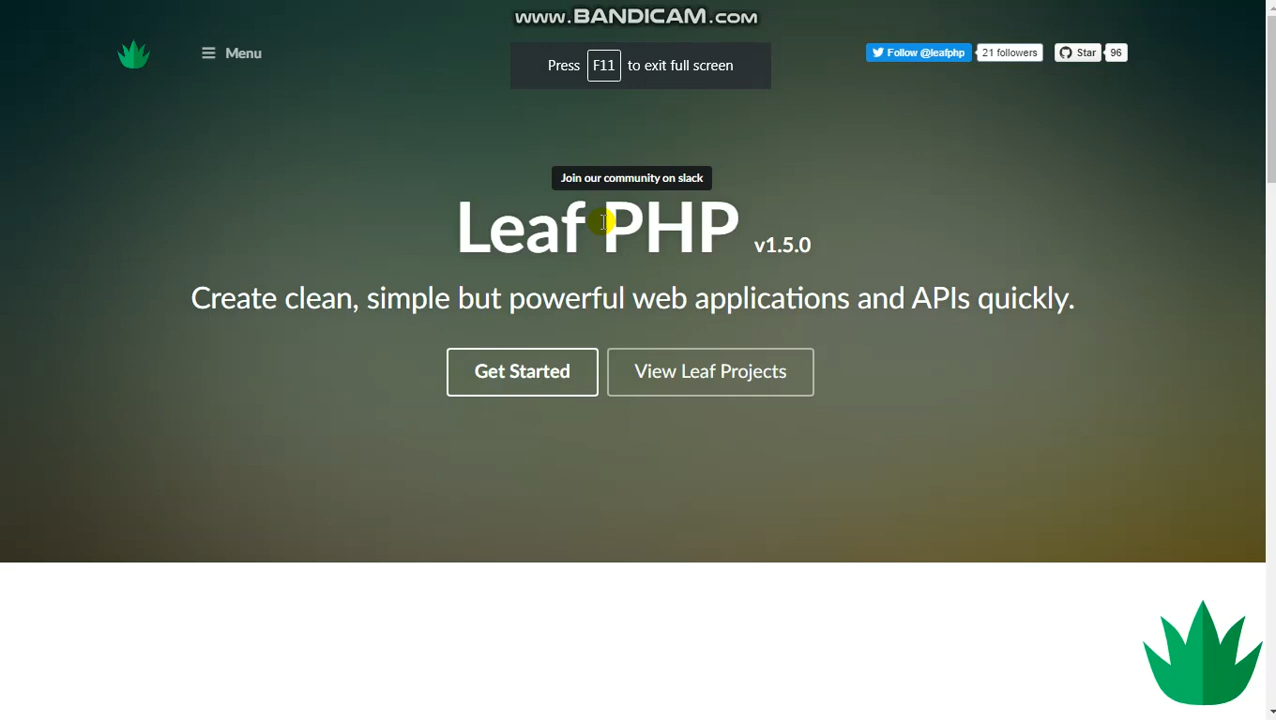 www.BANDICAM.com
Menu
Press F11 to exit full screen
Follow @leafphp
21 followers
Star
96
Join our community on slack
Leaf PHP v1.5.0
Create clean, simple but powerful web applications and APIs quickly.
Get Started
View Leaf Projects